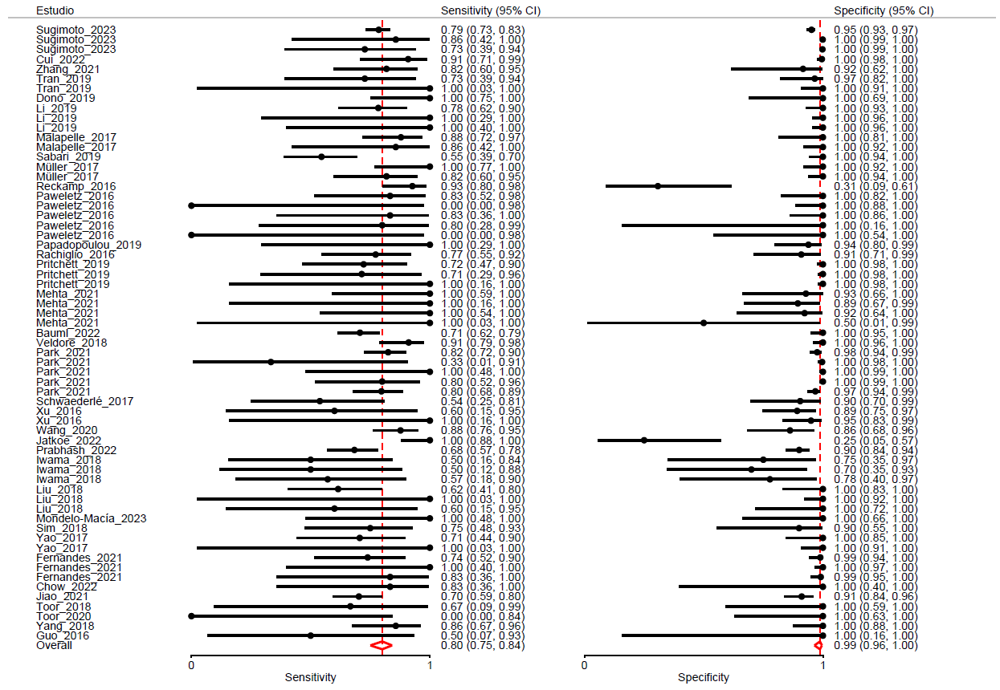 Estudio Sensitivity (95% CI) Specificity (95% CI)
Sugimoto_2023 0.79 (0.73, 0.83) 0.95 (0.93, 0.97)
Sugimoto_2023 0.86 (0.42, 1.00) 1.00 (0.99, 1.00)
Sugimoto_2023 0.73 (0.39, 0.94) 1.00 (0.99, 1.00)
Cui_2022 0.91 (0.71, 0.99) 1.00 (0.98, 1.00)
Zhang_2021 0.82 (0.60, 0.95) 0.92 (0.62, 1.00)
Tran_2019 0.73 (0.39, 0.94) 0.97 (0.82, 1.00)
Tran_2019 1.00 (0.03, 1.00) 1.00 (0.91, 1.00)
Dono_2019 1.00 (0.75, 1.00) 1.00 (0.69, 1.00)
Li_2019 0.78 (0.62, 0.90) 1.00 (0.93, 1.00)
Li_2019 1.00 (0.29, 1.00) 1.00 (0.96, 1.00)
Li_2019 1.00 (0.40, 1.00) 1.00 (0.96, 1.00)
Malapelle_2017 0.88 (0.72, 0.97) 1.00 (0.81, 1.00)
Malapelle_2017 0.86 (0.42, 1.00) 1.00 (0.92, 1.00)
Sabari_2019 0.55 (0.39, 0.70) 1.00 (0.94, 1.00)
Müller_2017 1.00 (0.77, 1.00) 1.00 (0.92, 1.00)
Müller_2017 0.82 (0.60, 0.95) 1.00 (0.94, 1.00)
Reckamp_2016 0.93 (0.80, 0.98) 0.31 (0.09, 0.61)
Paweletz_2016 0.83 (0.52, 0.98) 1.00 (0.82, 1.00)
Paweletz_2016 0.00 (0.00, 0.98) 1.00 (0.88, 1.00)
Paweletz_2016 0.83 (0.36, 1.00) 1.00 (0.86, 1.00)
Paweletz_2016 0.80 (0.28, 0.99) 1.00 (0.16, 1.00)
Paweletz_2016 0.00 (0.00, 0.98) 1.00 (0.54, 1.00)
Papadopoulou_2019 1.00 (0.29, 1.00) 0.94 (0.80, 0.99)
Rachiglio_2016 0.77 (0.55, 0.92) 0.91 (0.71, 0.99)
Pritchett_2019 0.72 (0.47, 0.90) 1.00 (0.98, 1.00)
Pritchett_2019 0.71 (0.29, 0.96) 1.00 (0.98, 1.00)
Pritchett_2019 1.00 (0.16, 1.00) 1.00 (0.98, 1.00)
Mehta_2021 1.00 (0.59, 1.00) 0.93 (0.66, 1.00)
Mehta_2021 1.00 (0.16, 1.00) 0.89 (0.67, 0.99)
Mehta_2021 1.00 (0.54, 1.00) 0.92 (0.64, 1.00)
Mehta_2021 1.00 (0.03, 1.00) 0.50 (0.01, 0.99)
Bauml_2022 0.71 (0.62, 0.79) 1.00 (0.95, 1.00)
Veldore_2018 0.91 (0.79, 0.98) 1.00 (0.96, 1.00)
Park_2021 0.82 (0.72, 0.90) 0.98 (0.94, 0.99)
Park_2021 0.33 (0.01, 0.91) 1.00 (0.98, 1.00)
Park_2021 1.00 (0.48, 1.00) 1.00 (0.99, 1.00)
Park_2021 0.80 (0.52, 0.96) 1.00 (0.99, 1.00)
Park_2021 0.80 (0.68, 0.89) 0.97 (0.94, 0.99)
Schwaederlé_2017 0.54 (0.25, 0.81) 0.90 (0.70, 0.99)
Xu_2016 0.60 (0.15, 0.95) 0.89 (0.75, 0.97)
Xu_2016 1.00 (0.16, 1.00) 0.95 (0.83, 0.99)
Wang_2020 0.88 (0.76, 0.95) 0.86 (0.68, 0.96)
Jatkoe_2022 1.00 (0.88, 1.00) 0.25 (0.05, 0.57)
Prabhash_2022 0.68 (0.57, 0.78) 0.90 (0.84, 0.94)
Iwama_2018 0.50 (0.16, 0.84) 0.75 (0.35, 0.97)
Iwama_2018 0.50 (0.12, 0.88) 0.70 (0.35, 0.93)
Iwama_2018 0.57 (0.18, 0.90) 0.78 (0.40, 0.97)
Liu_2018 0.62 (0.41, 0.80) 1.00 (0.83, 1.00)
Liu_2018 1.00 (0.03, 1.00) 1.00 (0.92, 1.00)
Liu_2018 0.60 (0.15, 0.95) 1.00 (0.72, 1.00)
Mondelo-Macía_2023 1.00 (0.48, 1.00) 1.00 (0.66, 1.00)
Sim_2018 0.75 (0.48, 0.93) 0.90 (0.55, 1.00)
Yao_2017 0.71 (0.44, 0.90) 1.00 (0.85, 1.00)
Yao_2017 1.00 (0.03, 1.00) 1.00 (0.91, 1.00)
Fernandes_2021 0.74 (0.52, 0.90) 0.99 (0.94, 1.00)
Fernandes_2021 1.00 (0.40, 1.00) 1.00 (0.97, 1.00)
Fernandes_2021 0.83 (0.36, 1.00) 0.99 (0.95, 1.00)
Chow_2022 0.83 (0.36, 1.00) 1.00 (0.40, 1.00)
Jiao_2021 0.70 (0.59, 0.80) 0.91 (0.84, 0.96)
Toor_2018 0.67 (0.09, 0.99) 1.00 (0.59, 1.00)
Toor_2020 0.00 (0.00, 0.84) 1.00 (0.63, 1.00)
Yang_2018 0.86 (0.67, 0.96) 1.00 (0.88, 1.00)
Guo_2016 0.50 (0.07, 0.93) 1.00 (0.16, 1.00)
Overall 0.80 (0.75, 0.84) 0.99 (0.96, 1.00)
0 1 0 1
Sensitivity Specificity